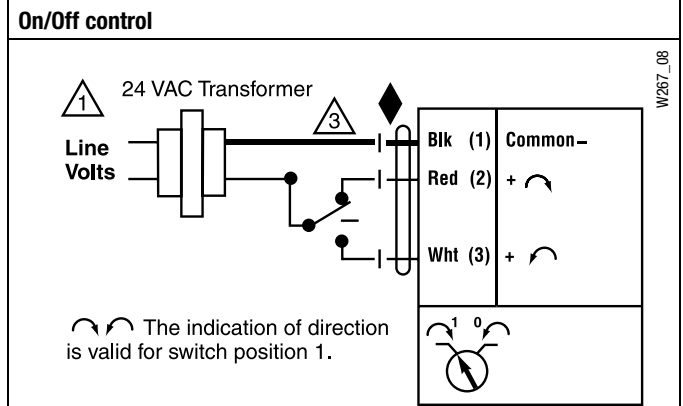 On/Off control
W267_08
1
24 VAC Transformer
3
Line
Volts
Blk (1) Common–
Red (2) +
Wht (3) +
The indication of direction
is valid for switch position 1.
1 0